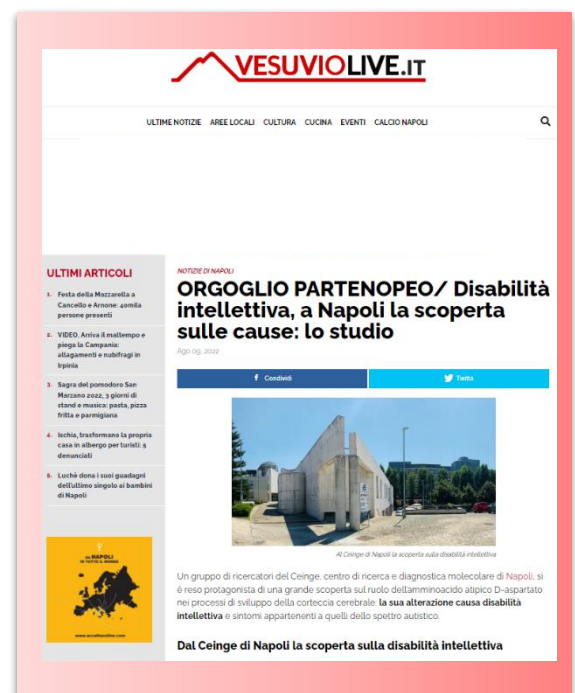 VESUVIOLIVE.IT
ULTIME NOTIZIE AREE LOCALI CULTURA CUCINA EVENTI CALCIO NAPOLI
ULTIMI ARTICOLI
1. Festa della Mozzarella a
Cancello e Arnone: 40mila
persone presenti
2. VIDEO. Arriva il maltempo e
piega la Campania:
allagamenti e nubifragi in
Irpinia
3. Sagra del pomodoro San
Marzano 2022, 3 giorni di
stand e musica: pasta, pizza
fritta e parmigiana
4. Ischia, trasformano la propria
casa in albergo per turisti: 5
denunciati
5. Luchè dona i suoi guadagni
dell'ultimo singolo ai bambini
di Napoli
DA NAPOLI
IN TUTTO IL MONDO
NOTIZIE DI NAPOLI
ORGOGLIO PARTENOPEO/ Disabilità
intellettiva, a Napoli la scoperta
sulle cause: lo studio
Ago 09, 2022
f Condividi
Twitta
Al Ceinge di Napoli la scoperta sulla disabilità intellettiva
Un gruppo di ricercatori del Ceinge, centro di ricerca e diagnostica molecolare di Napoli, si
è reso protagonista di una grande scoperta sul ruolo dellamminoacido atipico D-aspartato
nei processi di sviluppo della corteccia cerebrale: la sua alterazione causa disabilità
intellettiva e sintomi appartenenti a quelli dello spettro autistico.
Dal Ceinge di Napoli la scoperta sulla disabilità intellettiva